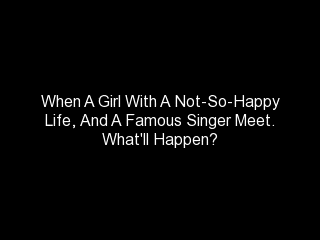 When A Girl With A Not-So-Happy
Life, And A Famous Singer Meet.
What'll Happen?